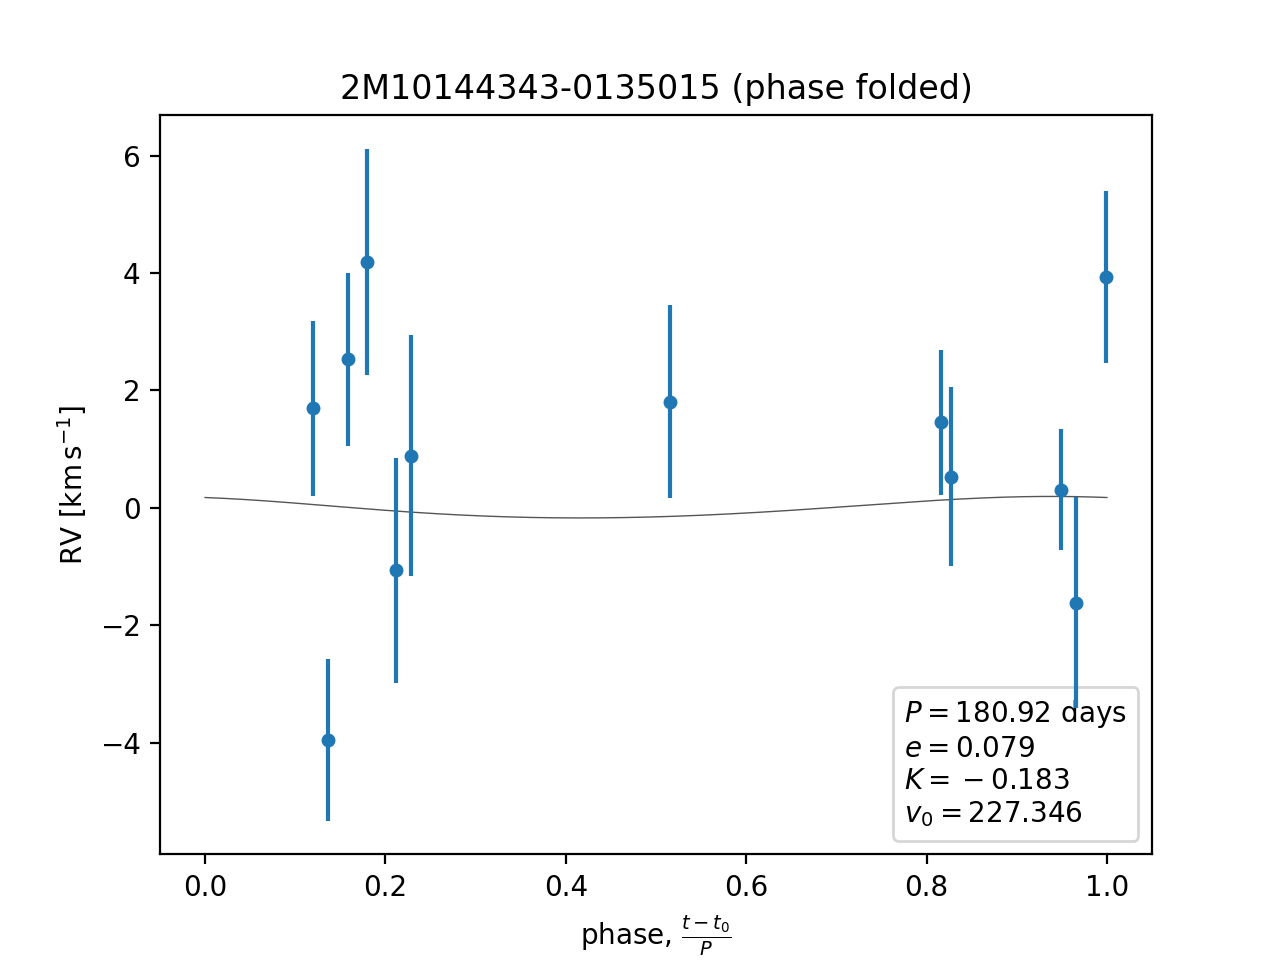 2M10144343-0135015 (phase folded)
RV [km s⁻¹]
6
4
2
0
−2
−4
P = 180.92 days
e = 0.079
K = −0.183
v₀ = 227.346
0.0 0.2 0.4 0.6 0.8 1.0
phase, (t − t₀)/P